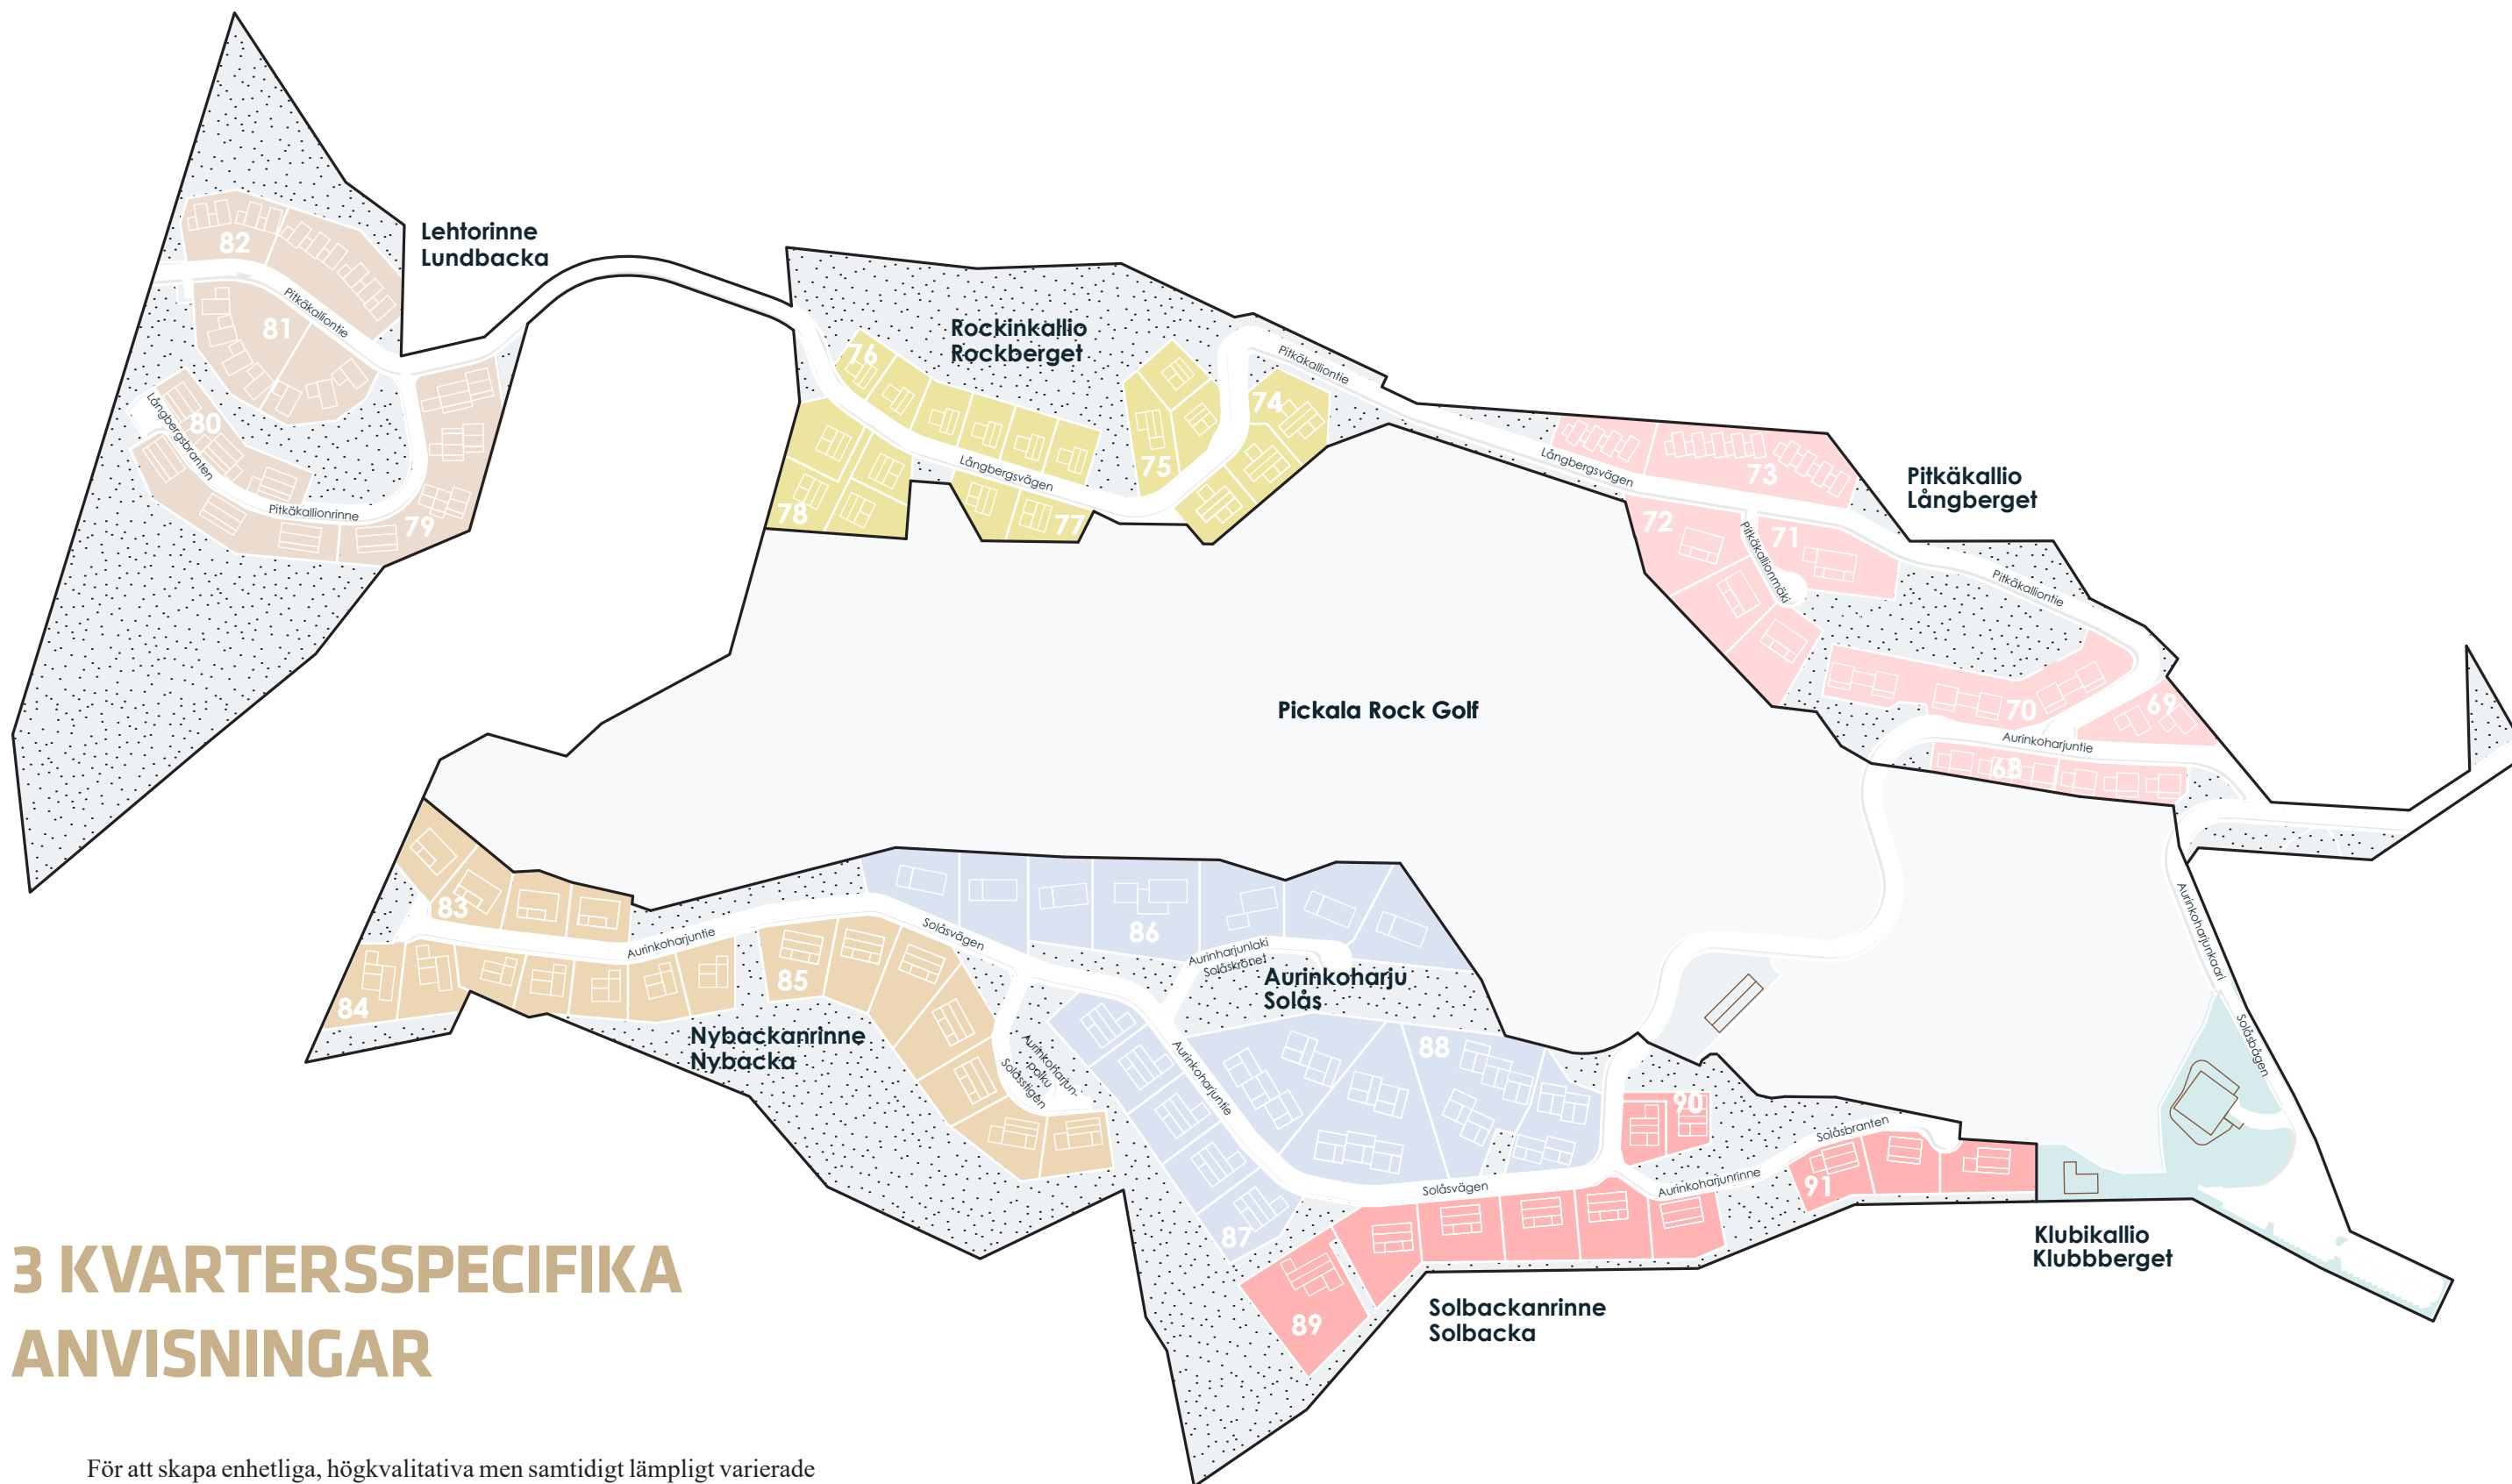 Lehtorinne
Lundbacka
82
Pitkäkalliontie
81
80
Långbergsbranten
Pitkäkallionrinne
79
Rockinkallio
Rockberget
76
75
74
Pitkäkalliontie
Långbergsvägen
78
77
Långbergsvägen
73
Pitkäkallio
Långberget
72
71
Pitkäkallionmäki
Pitkäkalliontie
70
69
Aurinkoharjuntie
68
Pickala Rock Golf
83
Aurinkoharjuntie
84
85
Nybackanrinne
Nybacka
Solåsvägen
86
Aurinharjunlaki
Solåskrönet
Aurinkoharju
Solås
Aurinkoharjun-
polku
Solåsstigen
Aurinkoharjuntie
88
87
Solåsvägen
90
Aurinkoharjunrinne
Solåsbranten
91
89
Solbackanrinne
Solbacka
Aurinkoharjunkaari
Solåsbågen
Klubikallio
Klubbberget
3 KVARTERSSPECIFIKA
ANVISNINGAR
För att skapa enhetliga, högkvalitativa men samtidigt lämpligt varierade